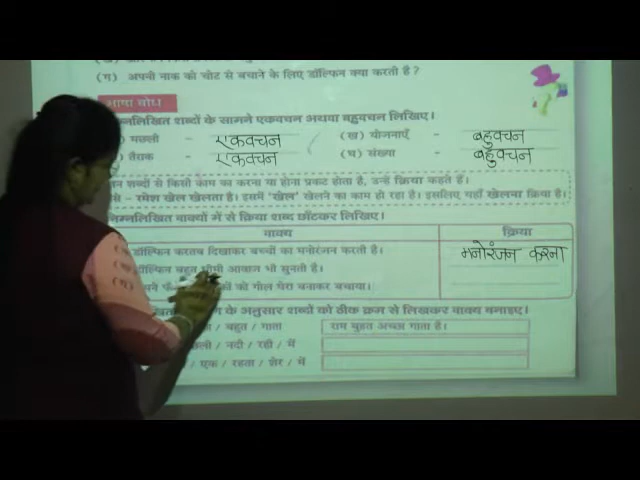 (ग) अपनी नाक को चोट से बचाने के लिए डॉल्फिन क्या करती है?
भाषा बोध
निम्नलिखित शब्दों के सामने एकवचन अथवा बहुवचन लिखिए।
मछली - एकवचन (ख) योजनाएँ - बहुवचन
तैराक - एकवचन (घ) संख्या - बहुवचन
शब्दों से किसी काम का करना या होना प्रकट होता है, उन्हें क्रिया कहते हैं।
रमेश खेल खेलता है। इसमें 'खेल' खेलने का काम हो रहा है। इसलिए यहाँ खेलना क्रिया है।
निम्नलिखित वाक्यों में से क्रिया शब्द छाँटकर लिखिए।
वाक्य क्रिया
डॉल्फिन करतब दिखाकर बच्चों का मनोरंजन करती है। मनोरंजन करना
डॉल्फिन बहुत धीमी आवाज भी सुनती है।
(ग) को गोल घेरा बनाकर बचाया।
के अनुसार शब्दों को ठीक क्रम से लिखकर वाक्य बनाइए।
/ बहुत / गाता राम बहुत अच्छा गाता है।
/ नदी / रही / में
/ एक / रहता / शेर / में